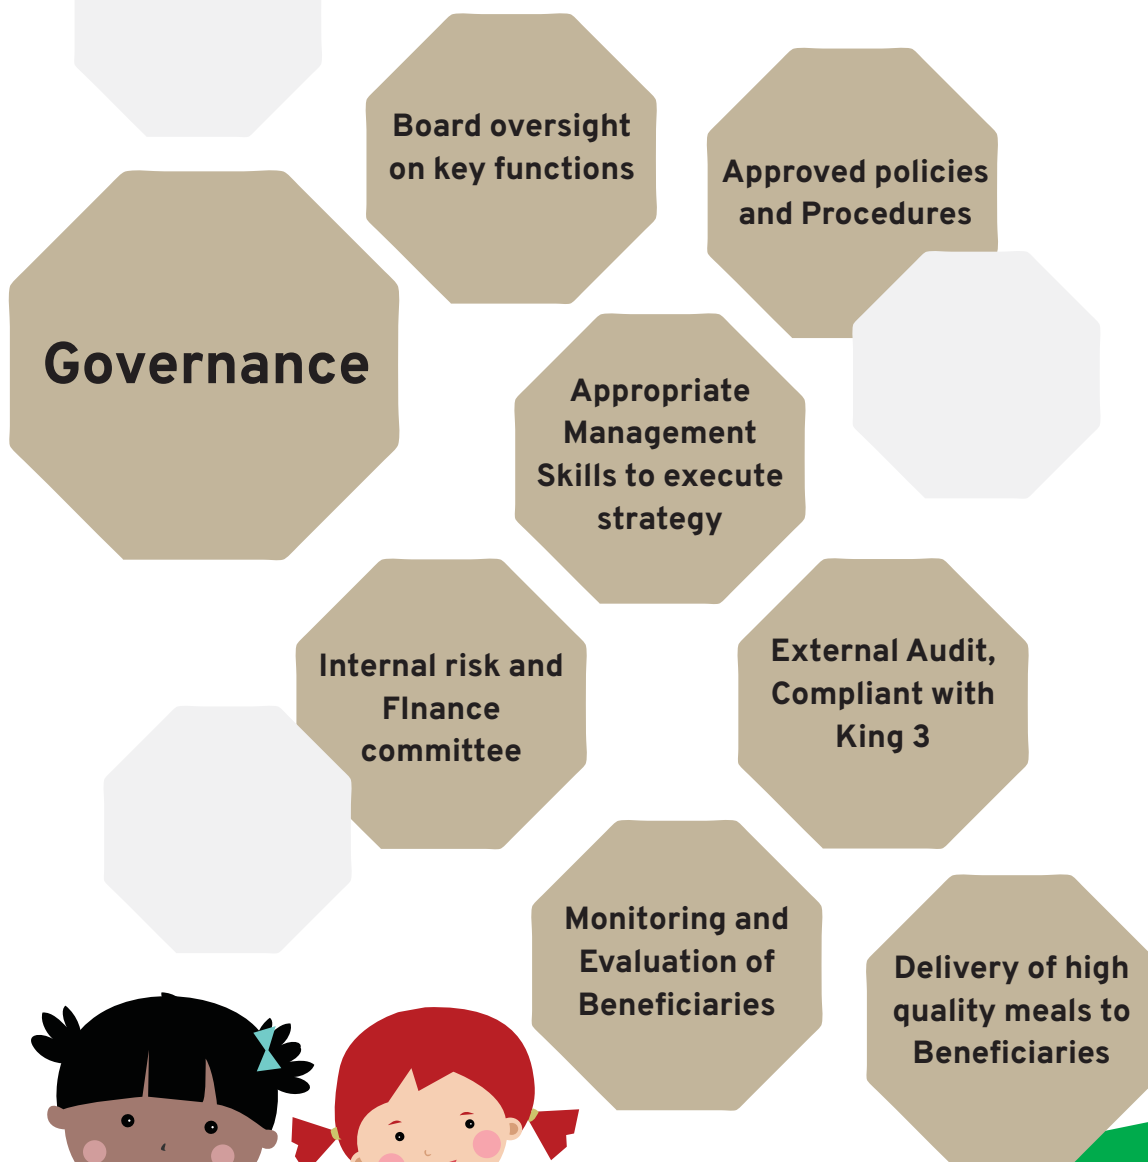 Board oversight
on key functions
Approved policies
and Procedures
Governance
Appropriate
Management
Skills to execute
strategy
Internal risk and
FInance
committee
External Audit,
Compliant with
King 3
Monitoring and
Evaluation of
Beneficiaries
Delivery of high
quality meals to
Beneficiaries